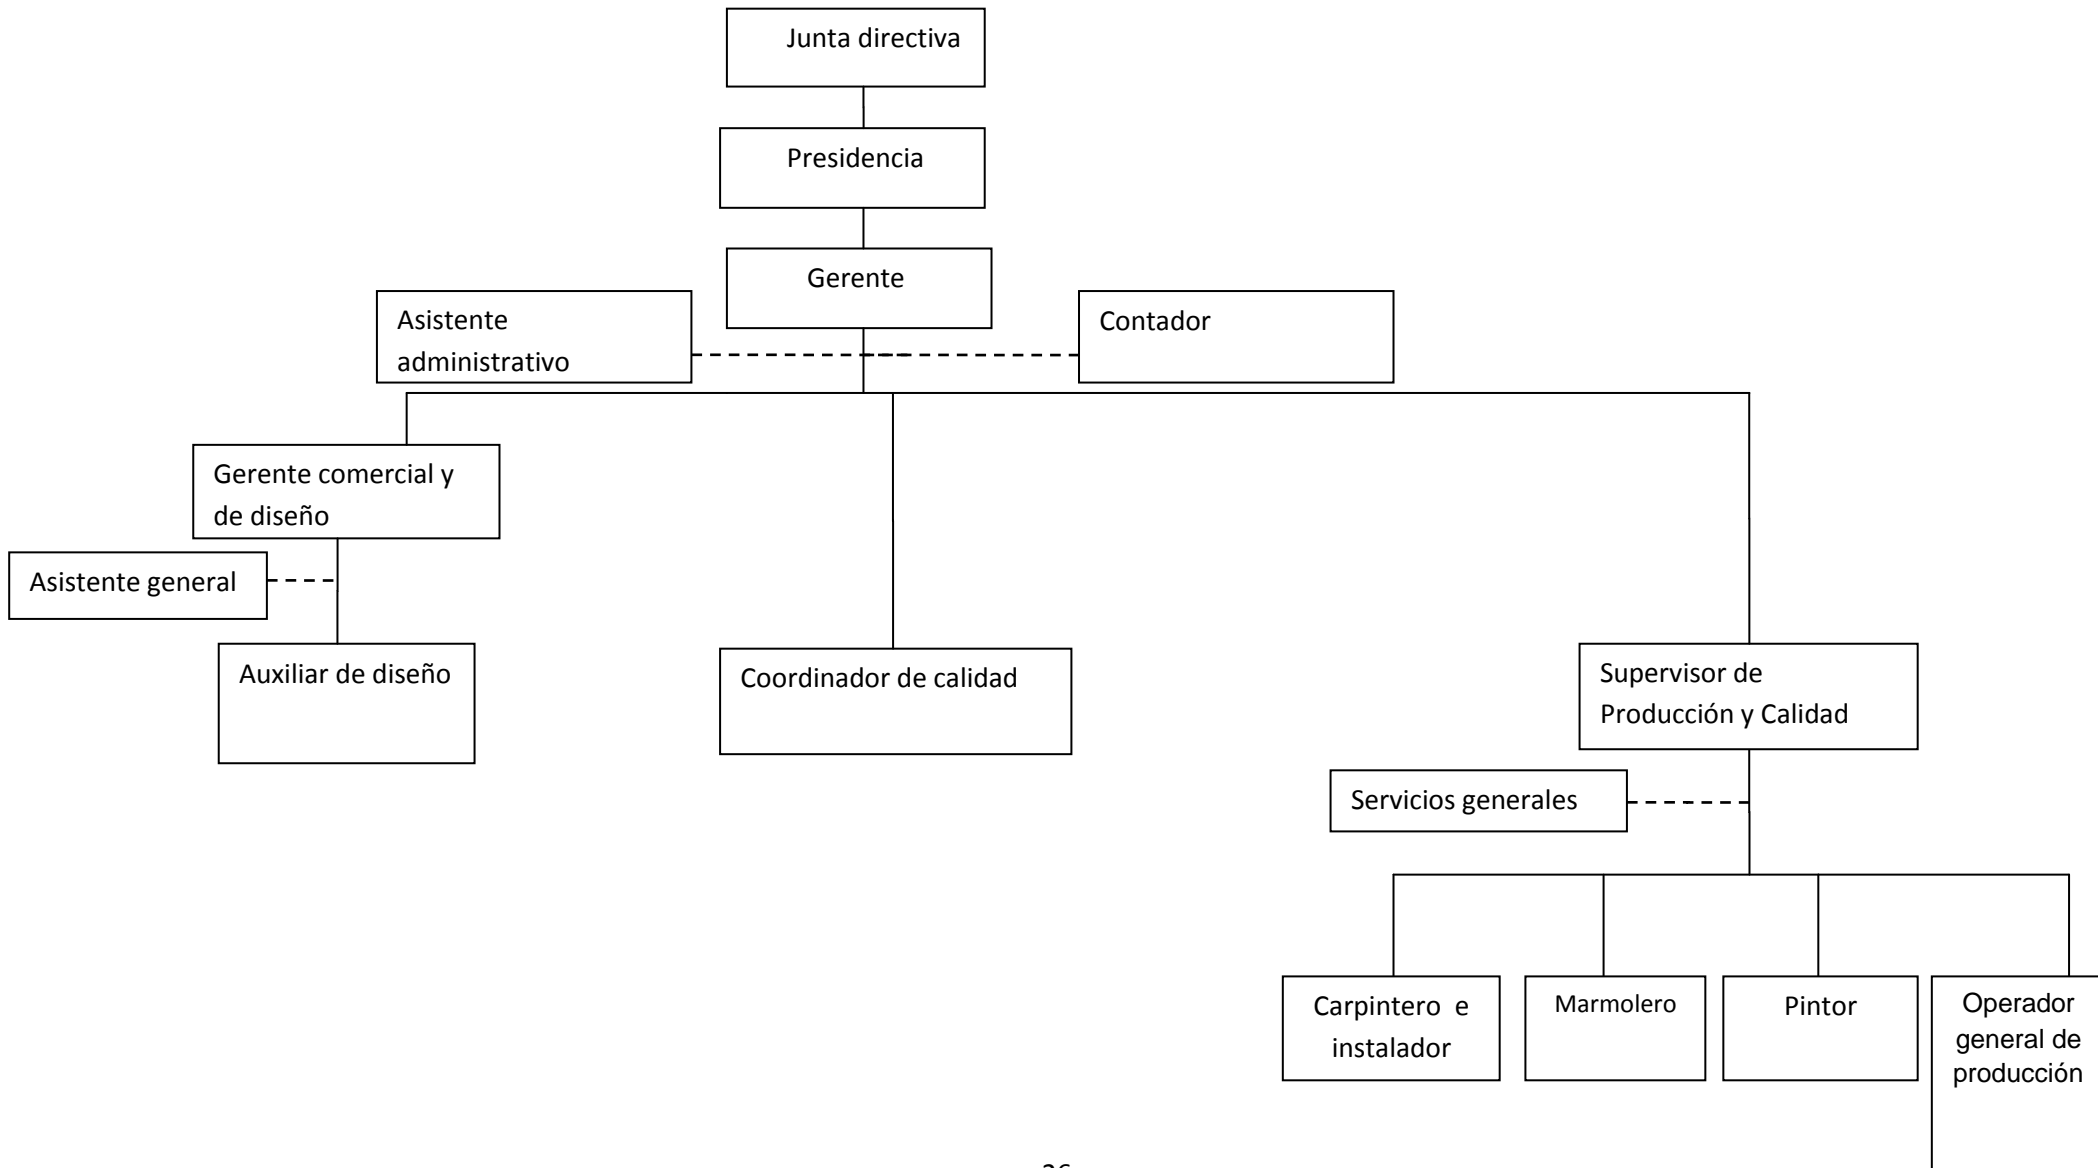 Junta directiva
Presidencia
Gerente
Asistente
administrativo
Contador
Gerente comercial y
de diseño
Asistente general
Auxiliar de diseño
Coordinador de calidad
Supervisor de
Producción y Calidad
Servicios generales
Carpintero e
instalador
Marmolero
Pintor
Operador
general de
producción